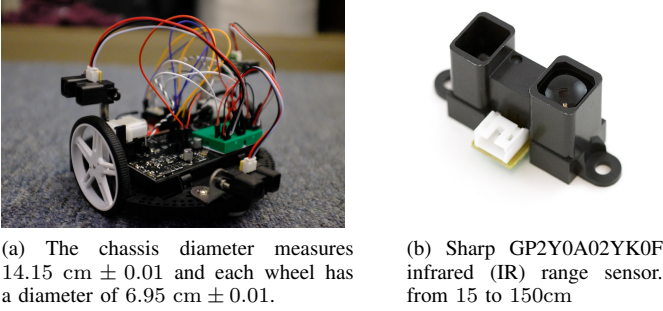 (a) The chassis diameter measures
14.15 cm ± 0.01 and each wheel has
a diameter of 6.95 cm ± 0.01.
(b) Sharp GP2Y0A02YK0F
infrared (IR) range sensor.
from 15 to 150cm